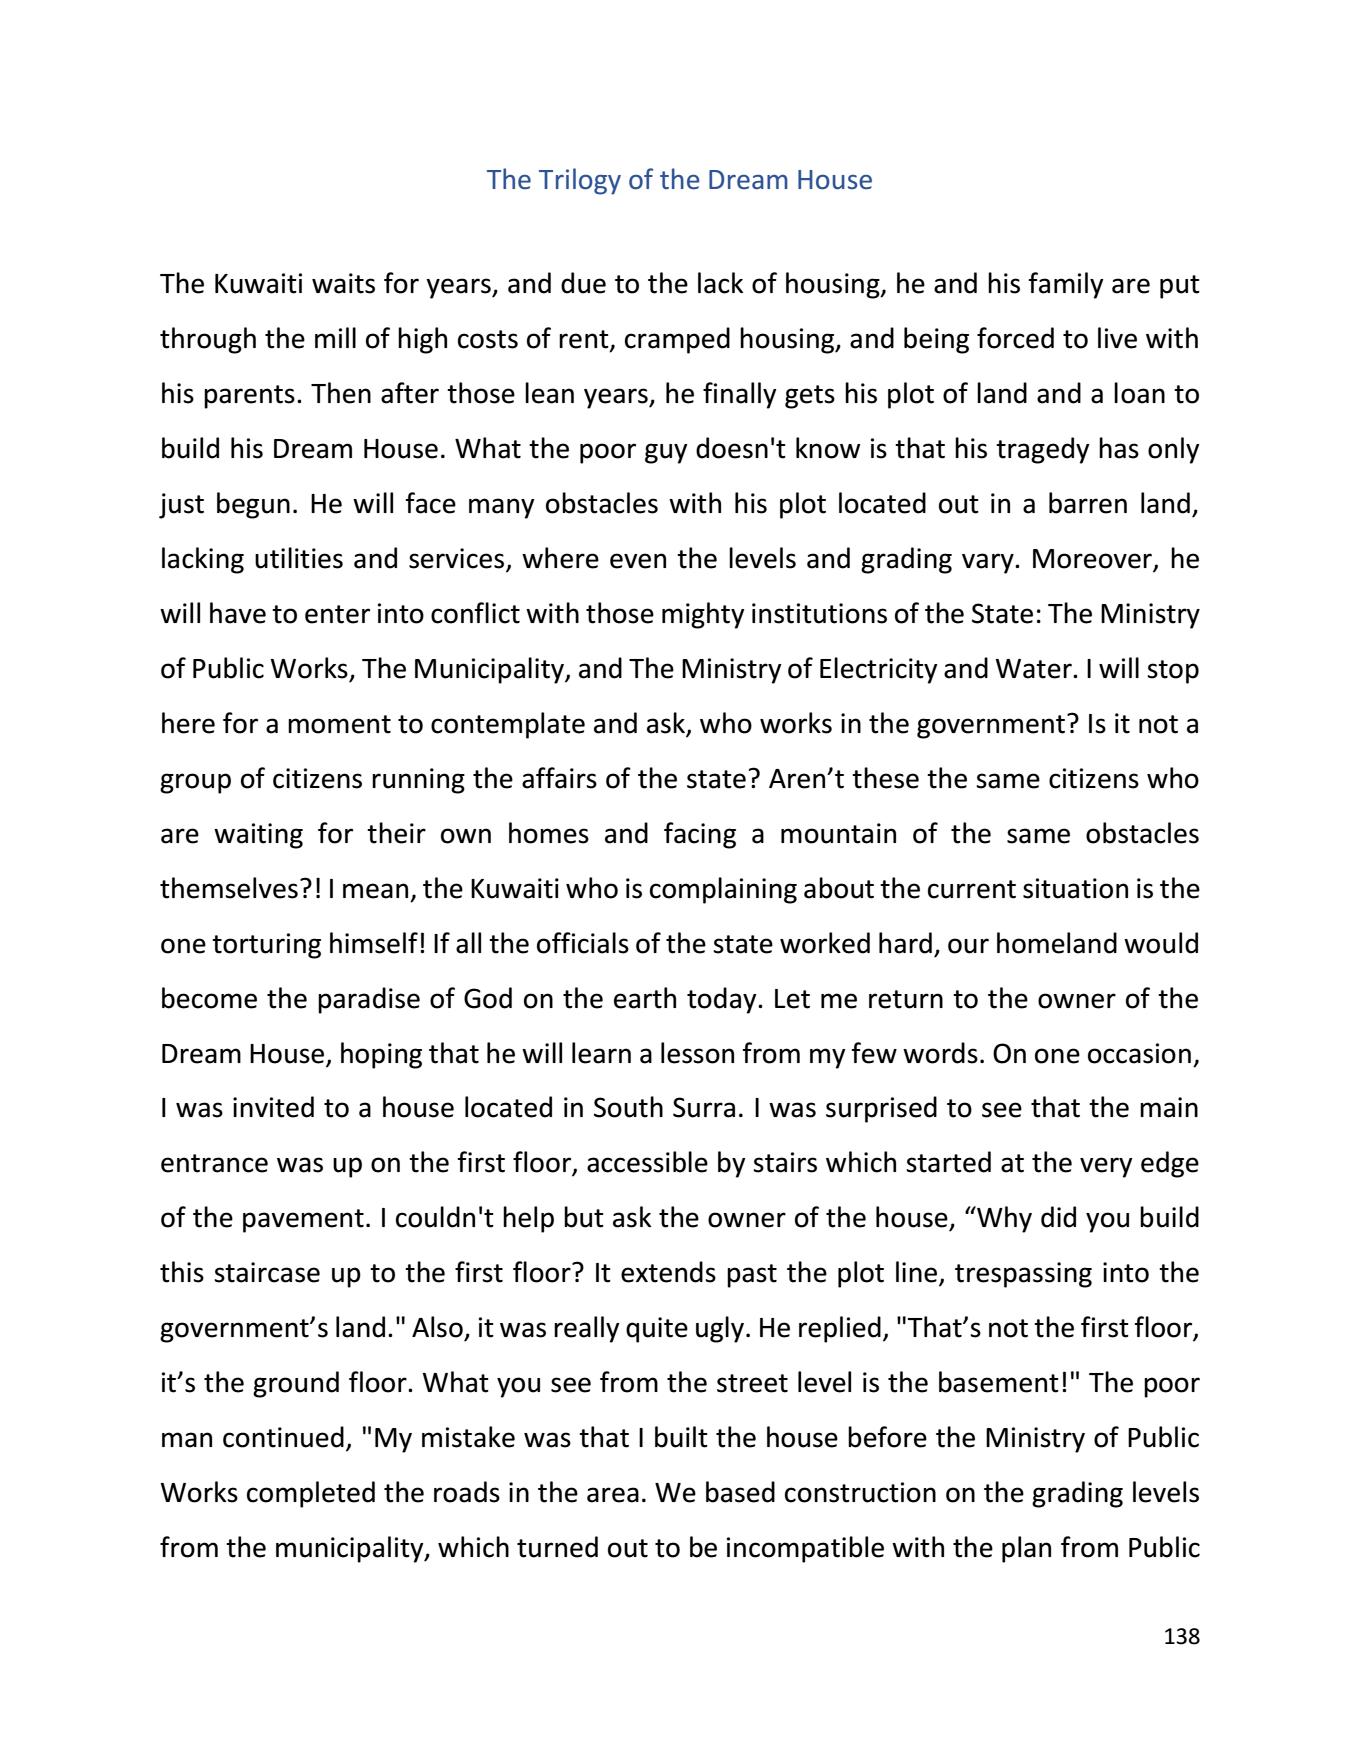 The Trilogy of the Dream House
The Kuwaiti waits for years, and due to the lack of housing, he and his family are put
through the mill of high costs of rent, cramped housing, and being forced to live with
his parents. Then after those lean years, he finally gets his plot of land and a loan to
build his Dream House. What the poor guy doesn't know is that his tragedy has only
just begun. He will face many obstacles with his plot located out in a barren land,
lacking utilities and services, where even the levels and grading vary. Moreover, he
will have to enter into conflict with those mighty institutions of the State: The Ministry
of Public Works, The Municipality, and The Ministry of Electricity and Water. I will stop
here for a moment to contemplate and ask, who works in the government? Is it not a
group of citizens running the affairs of the state? Aren’t these the same citizens who
are waiting for their own homes and facing a mountain of the same obstacles
themselves?! I mean, the Kuwaiti who is complaining about the current situation is the
one torturing himself! If all the officials of the state worked hard, our homeland would
become the paradise of God on the earth today. Let me return to the owner of the
Dream House, hoping that he will learn a lesson from my few words. On one occasion,
I was invited to a house located in South Surra. I was surprised to see that the main
entrance was up on the first floor, accessible by stairs which started at the very edge
of the pavement. I couldn't help but ask the owner of the house, “Why did you build
this staircase up to the first floor? It extends past the plot line, trespassing into the
government’s land." Also, it was really quite ugly. He replied, "That’s not the first floor,
it’s the ground floor. What you see from the street level is the basement!" The poor
man continued, "My mistake was that I built the house before the Ministry of Public
Works completed the roads in the area. We based construction on the grading levels
from the municipality, which turned out to be incompatible with the plan from Public
138